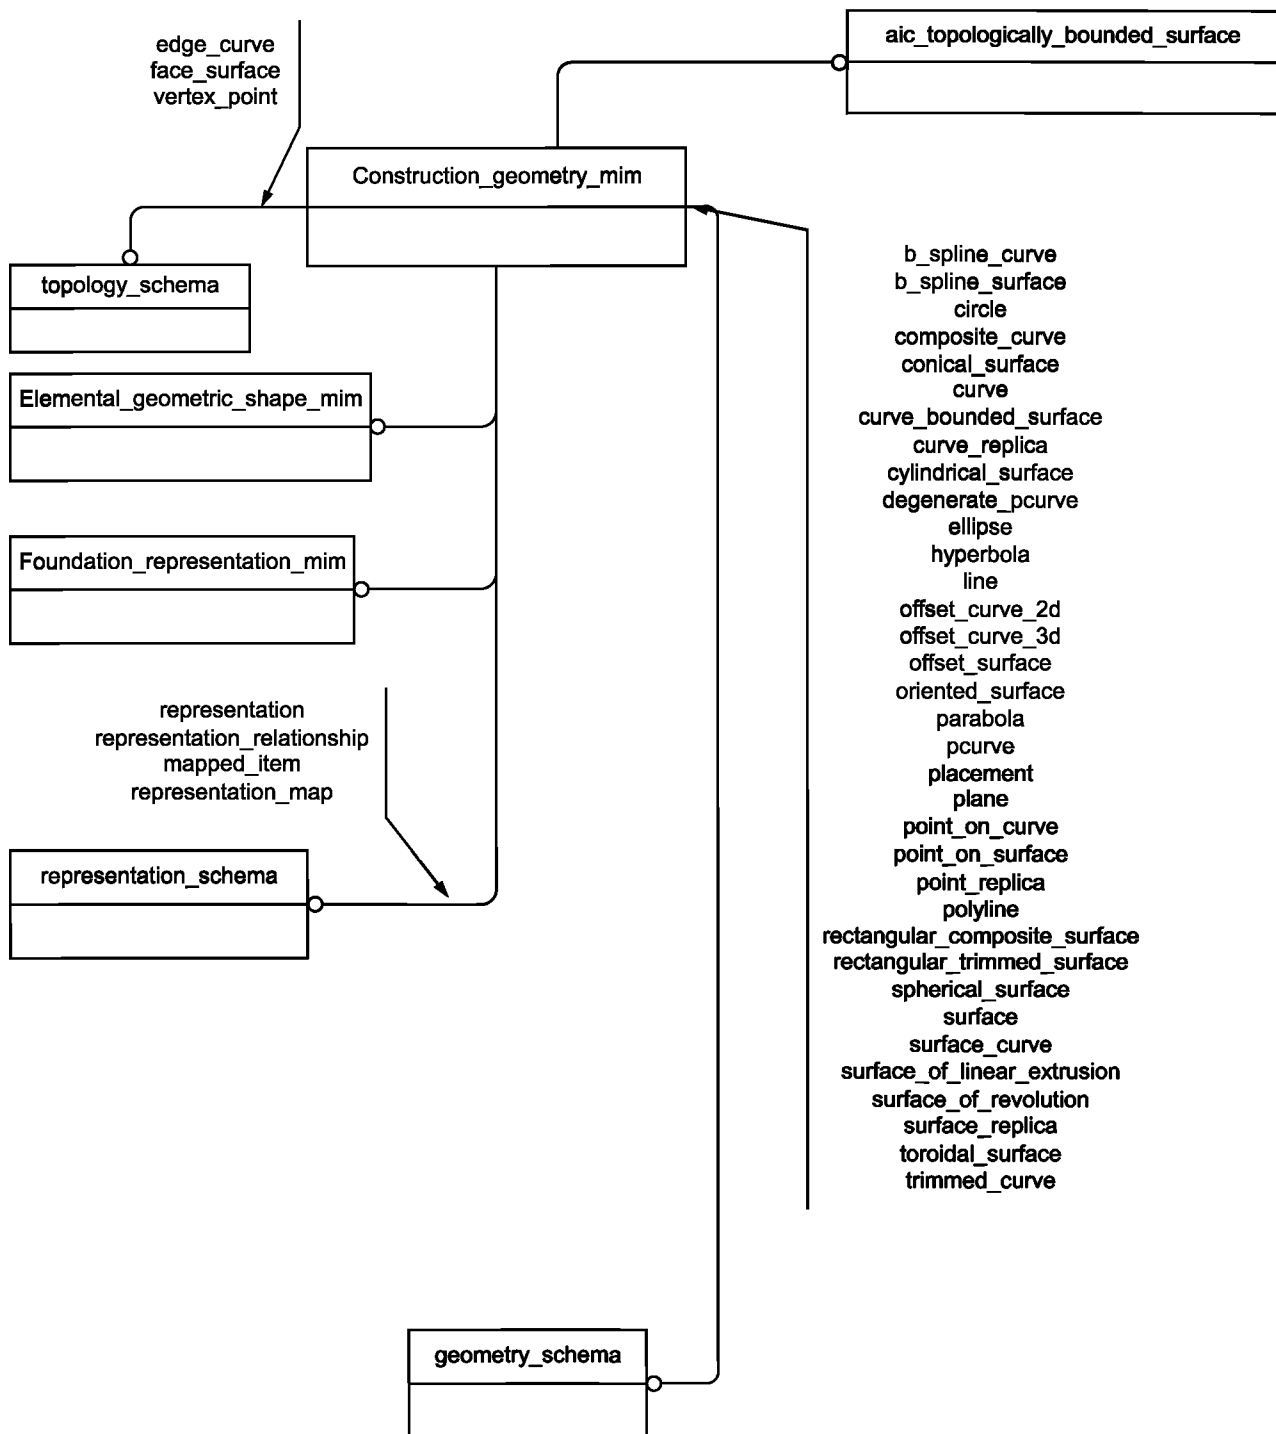 edge_curve
face_surface
vertex_point
aic_topologically_bounded_surface
Construction_geometry_mim
topology_schema
Elemental_geometric_shape_mim
Foundation_representation_mim
representation
representation_relationship
mapped_item
representation_map
representation_schema
b_spline_curve
b_spline_surface
circle
composite_curve
conical_surface
curve
curve_bounded_surface
curve_replica
cylindrical_surface
degenerate_pcurve
ellipse
hyperbola
line
offset_curve_2d
offset_curve_3d
offset_surface
oriented_surface
parabola
pcurve
placement
plane
point_on_curve
point_on_surface
point_replica
polyline
rectangular_composite_surface
rectangular_trimmed_surface
spherical_surface
surface
surface_curve
surface_of_linear_extrusion
surface_of_revolution
surface_replica
toroidal_surface
trimmed_curve
geometry_schema